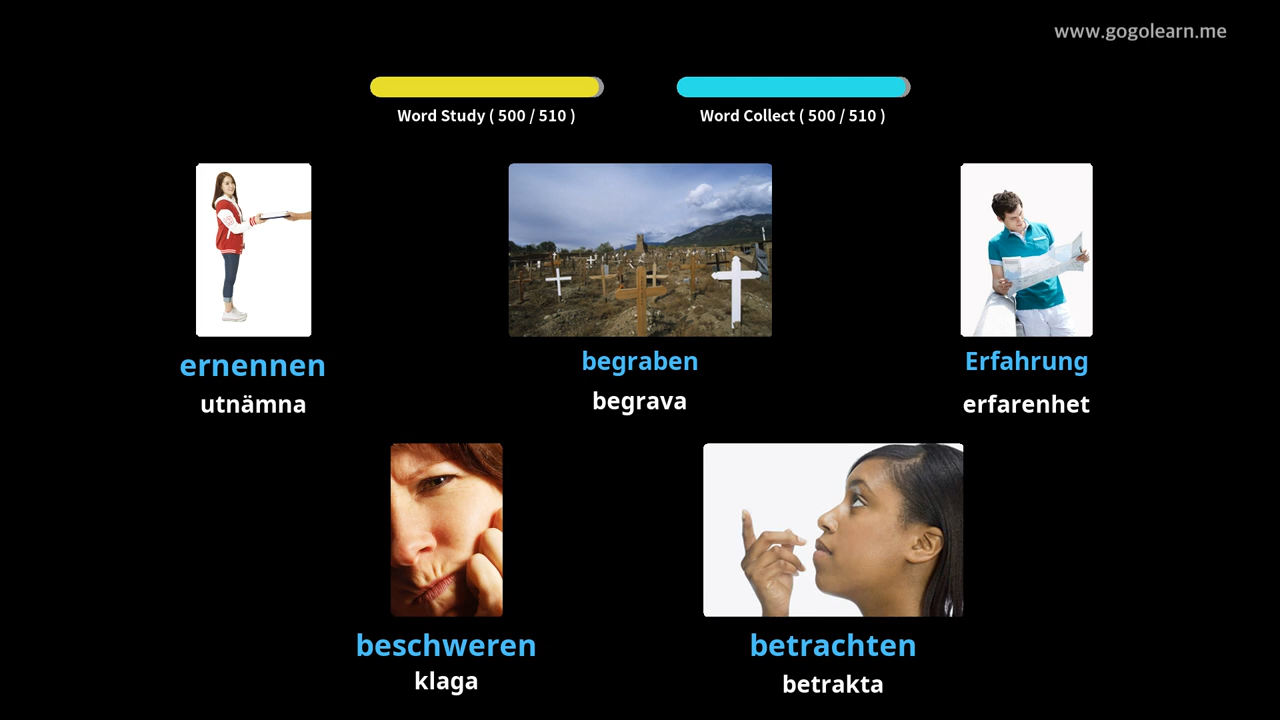 www.gogolearn.me
Word Study ( 500 / 510 )
Word Collect ( 500 / 510 )
ernennen
utnämna
begraben
begrava
Erfahrung
erfarenhet
beschweren
klaga
betrachten
betrakta